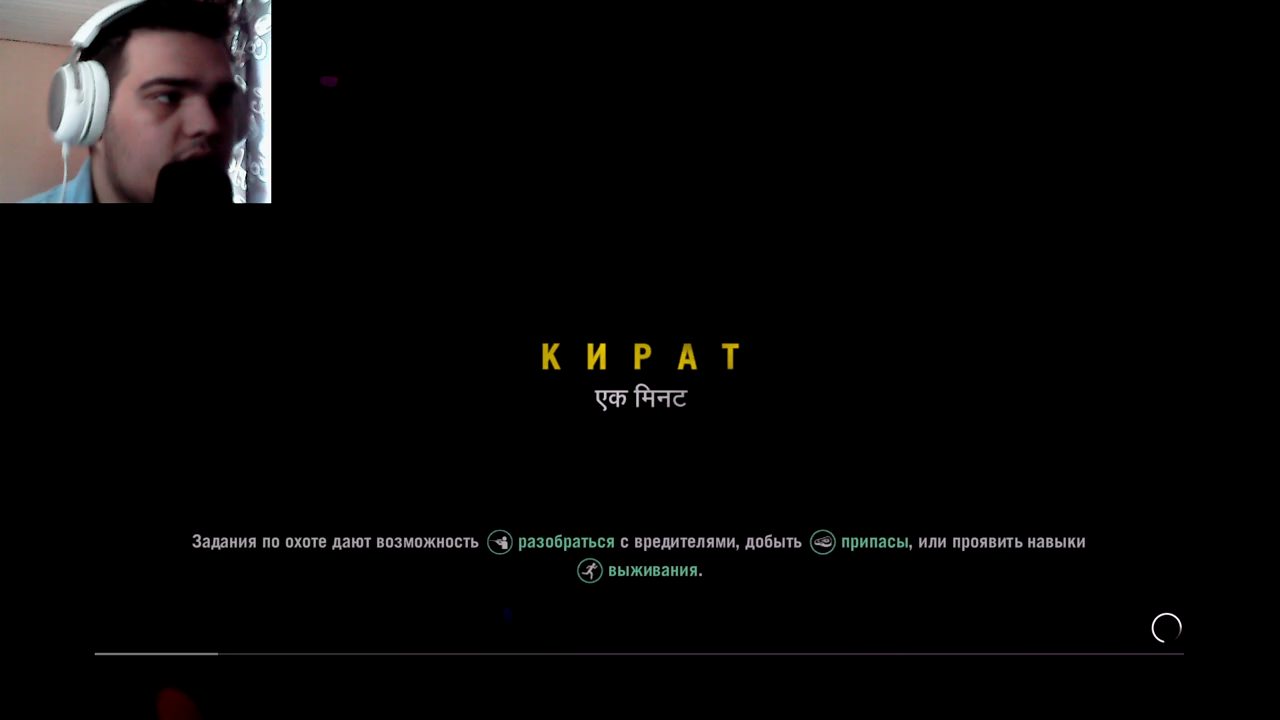 КИРАТ
एक मिनट
Задания по охоте дают возможность разобраться с вредителями, добыть припасы, или проявить навыки
выживания.